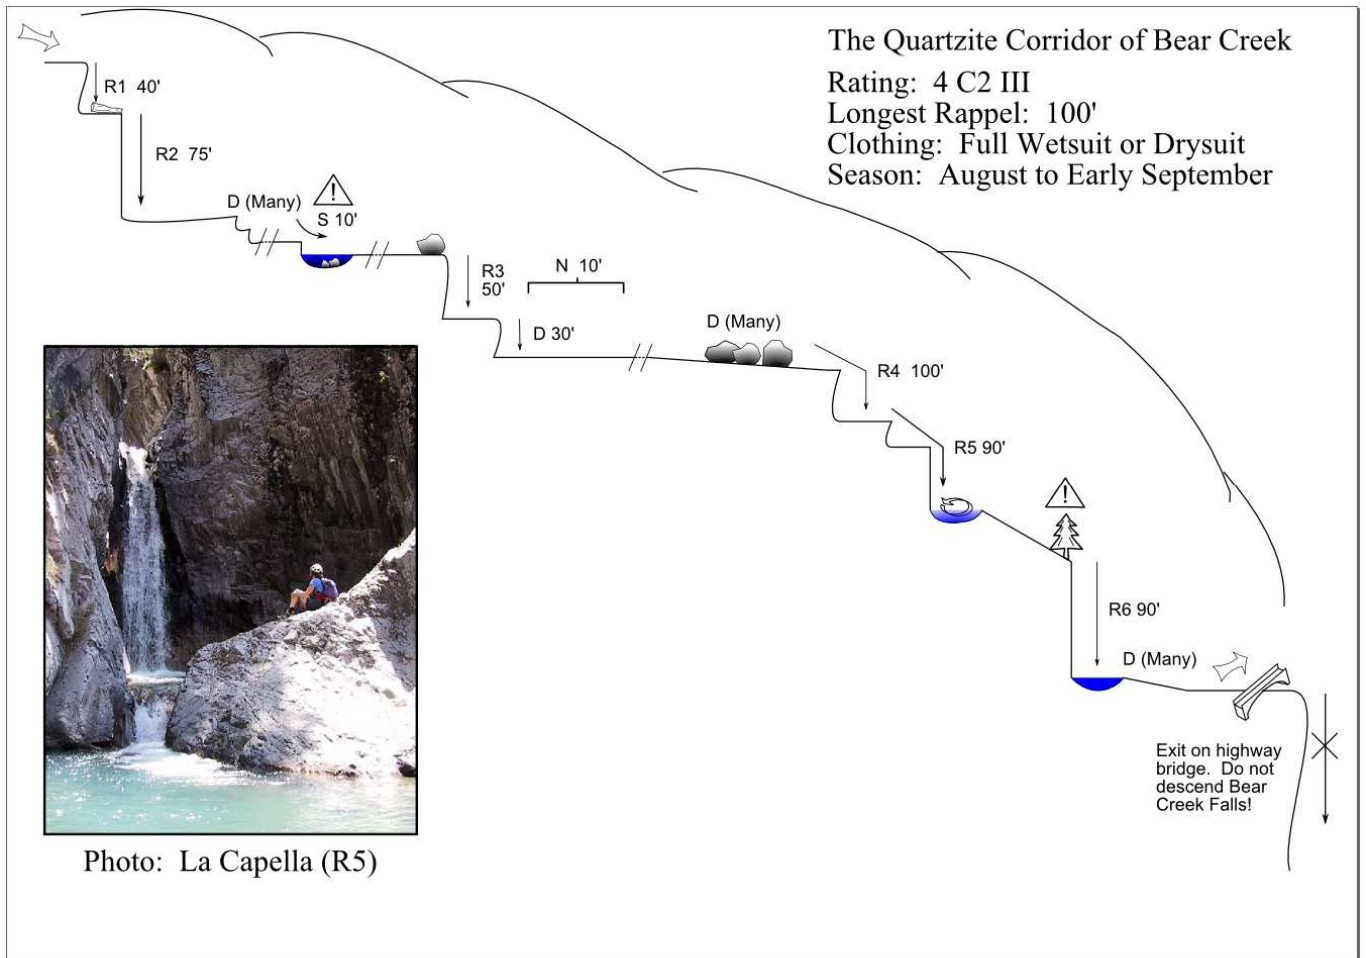 The Quartzite Corridor of Bear Creek
Rating: 4 C2 III
Longest Rappel: 100'
Clothing: Full Wetsuit or Drysuit
Season: August to Early September
R1 40'
R2 75'
D (Many)
!
S 10'
R3
50'
N 10'
D 30'
D (Many)
R4 100'
R5 90'
!
R6 90'
D (Many)
Exit on highway
bridge. Do not
descend Bear
Creek Falls!
Photo: La Capella (R5)